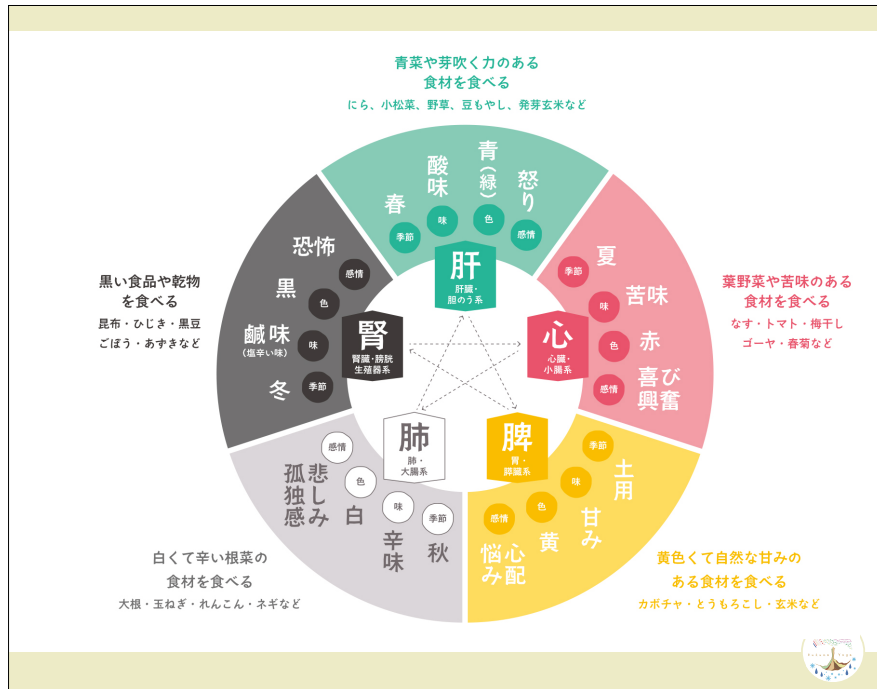 青菜や芽吹く力のある
食材を食べる
にら、小松菜、野草、豆もやし、発芽玄米など
春
季節
酸味
味
青(緑)
色
怒り
感情
肝
肝臓・
胆のう系
葉野菜や苦味のある
食材を食べる
なす・トマト・梅干し
ゴーヤ・春菊など
夏
季節
苦味
味
赤
色
喜び
興奮
感情
心
心臓・
小腸系
黄色くて自然な甘みの
ある食材を食べる
カボチャ・とうもろこし・玄米など
土用
季節
甘み
味
黄
色
心配
悩み
感情
脾
胃・
膵臓系
白くて辛い根菜の
食材を食べる
大根・玉ねぎ・れんこん・ネギなど
秋
季節
辛味
味
白
色
悲しみ
孤独感
感情
肺
肺・
大腸系
黒い食品や乾物
を食べる
昆布・ひじき・黒豆
ごぼう・あずきなど
冬
季節
鹹味
(塩辛い味)
味
黒
色
恐怖
感情
腎
腎臓・膀胱
生殖器系